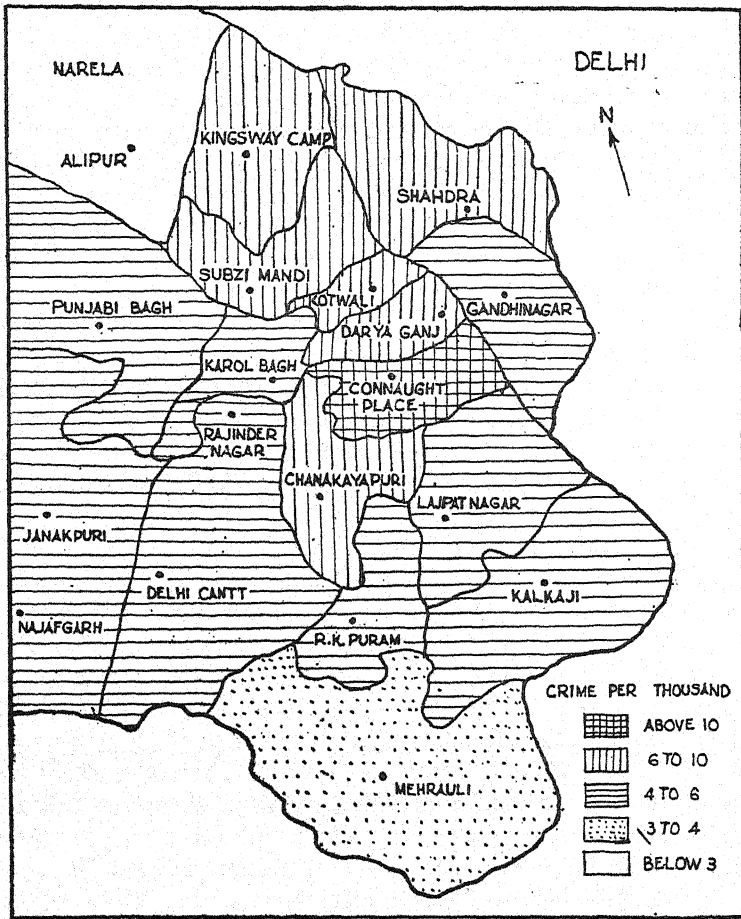 DELHI
NARELA
N
KINGSWAY CAMP
ALIPUR
SHAHDRA
SUBZI MANDI
KOTWALI
PUNJABI BAGH
GANDHINAGAR
DARYA GANJ
KAROL BAGH
CONNAUGHT
PLACE
RAJINDER
NAGAR
CHANAKAYAPURI
LAJPATNAGAR
JANAKPURI
DELHI CANTT
KALKAJI
NAJAFGARH
R.K. PURAM
MEHRAULI
CRIME PER THOUSAND
ABOVE 10
6 TO 10
4 TO 6
3 TO 4
BELOW 3